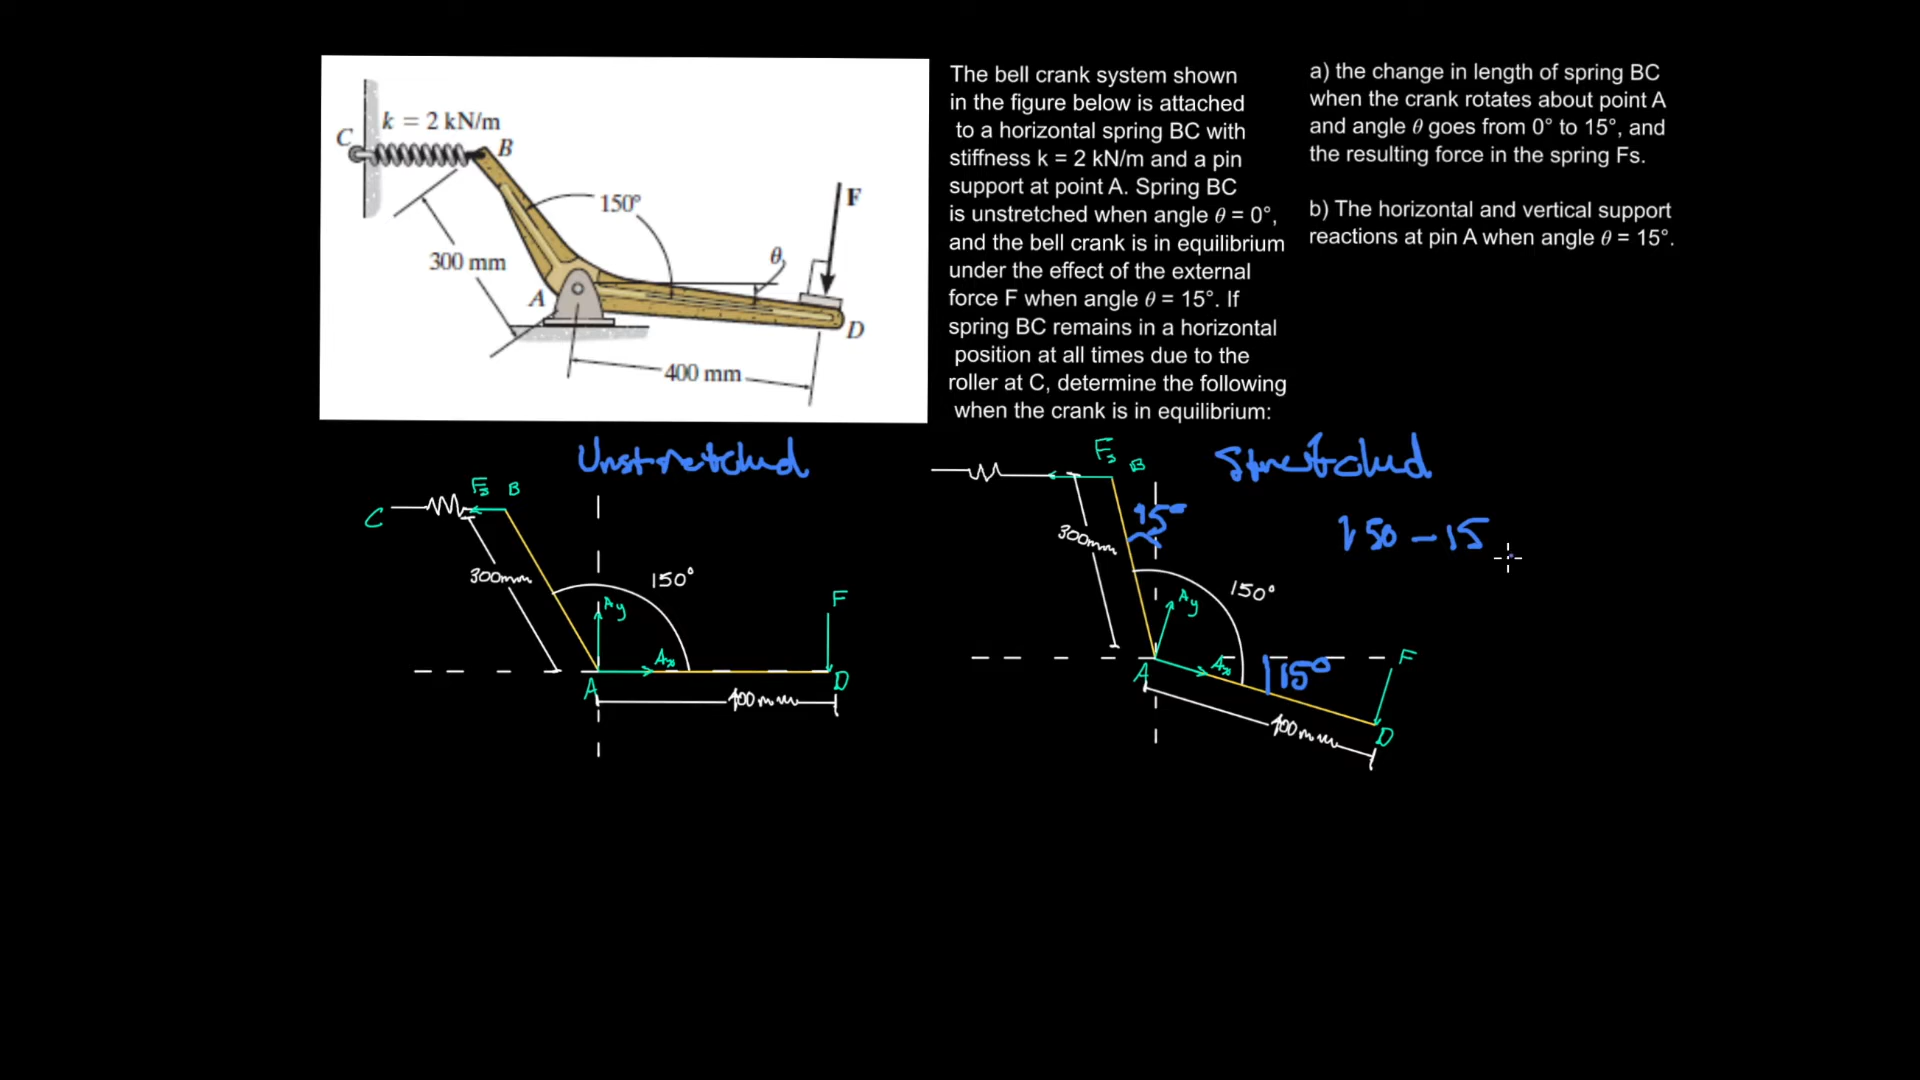 k = 2 kN/m
C
B
150°
F
300 mm
θ
A
D
400 mm
The bell crank system shown
in the figure below is attached
to a horizontal spring BC with
stiffness k = 2 kN/m and a pin
support at point A. Spring BC
is unstretched when angle θ = 0°,
and the bell crank is in equilibrium
under the effect of the external
force F when angle θ = 15°. If
spring BC remains in a horizontal
position at all times due to the
roller at C, determine the following
when the crank is in equilibrium:
a) the change in length of spring BC
when the crank rotates about point A
and angle θ goes from 0° to 15°, and
the resulting force in the spring Fs.
b) The horizontal and vertical support
reactions at pin A when angle θ = 15°.
Unstretched
Fs B
C
300mm
150°
Ay
F
Ax
A
D
400mm
Stretched
Fs
B
15°
150 - 15
300mm
150°
Ay
F
Ax
15°
A
400mm
D